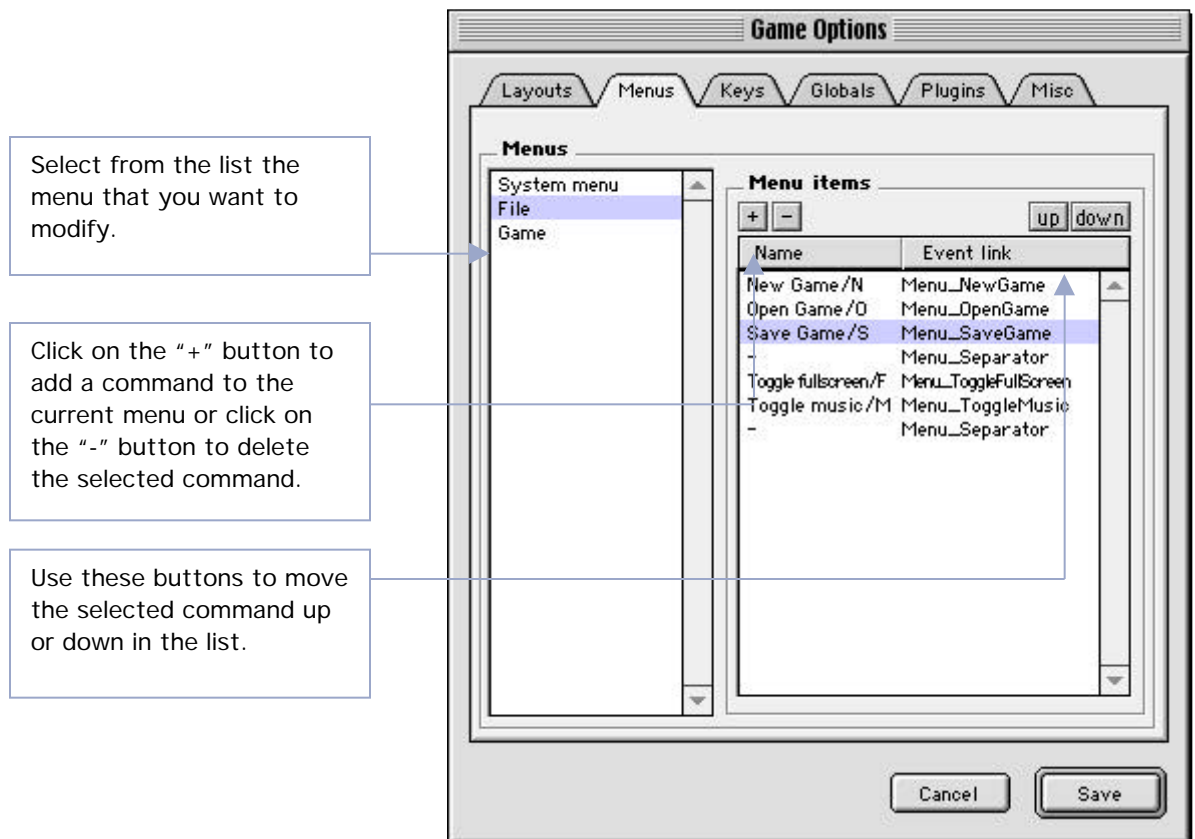 Game Options
Layouts Menus Keys Globals Plugins Misc
Select from the list the
menu that you want to
modify.
Click on the “+” button to
add a command to the
current menu or click on
the “-” button to delete
the selected command.
Use these buttons to move
the selected command up
or down in the list.
Menus
System menu
File
Game
Menu items
+ - up down
Name Event link
New Game/N Menu_NewGame
Open Game/O Menu_OpenGame
Save Game/S Menu_SaveGame
- Menu_Separator
Toggle fullscreen/F Menu_ToggleFullScreen
Toggle music/M Menu_ToggleMusic
- Menu_Separator
Cancel Save